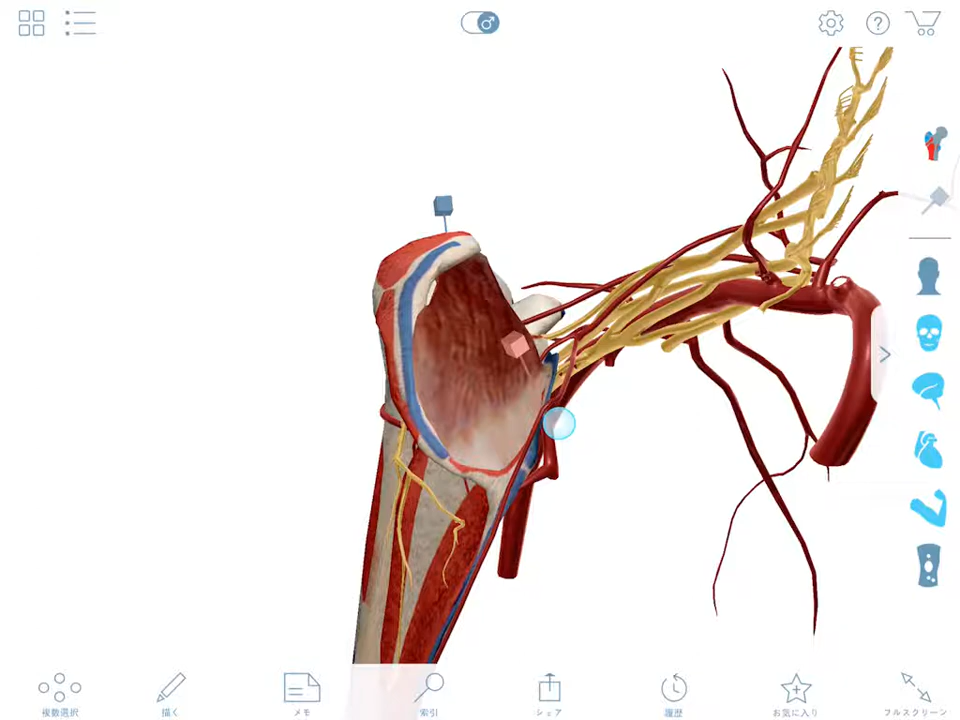 複数選択
描く
メモ
索引
シェア
履歴
お気に入り
フルスクリーン